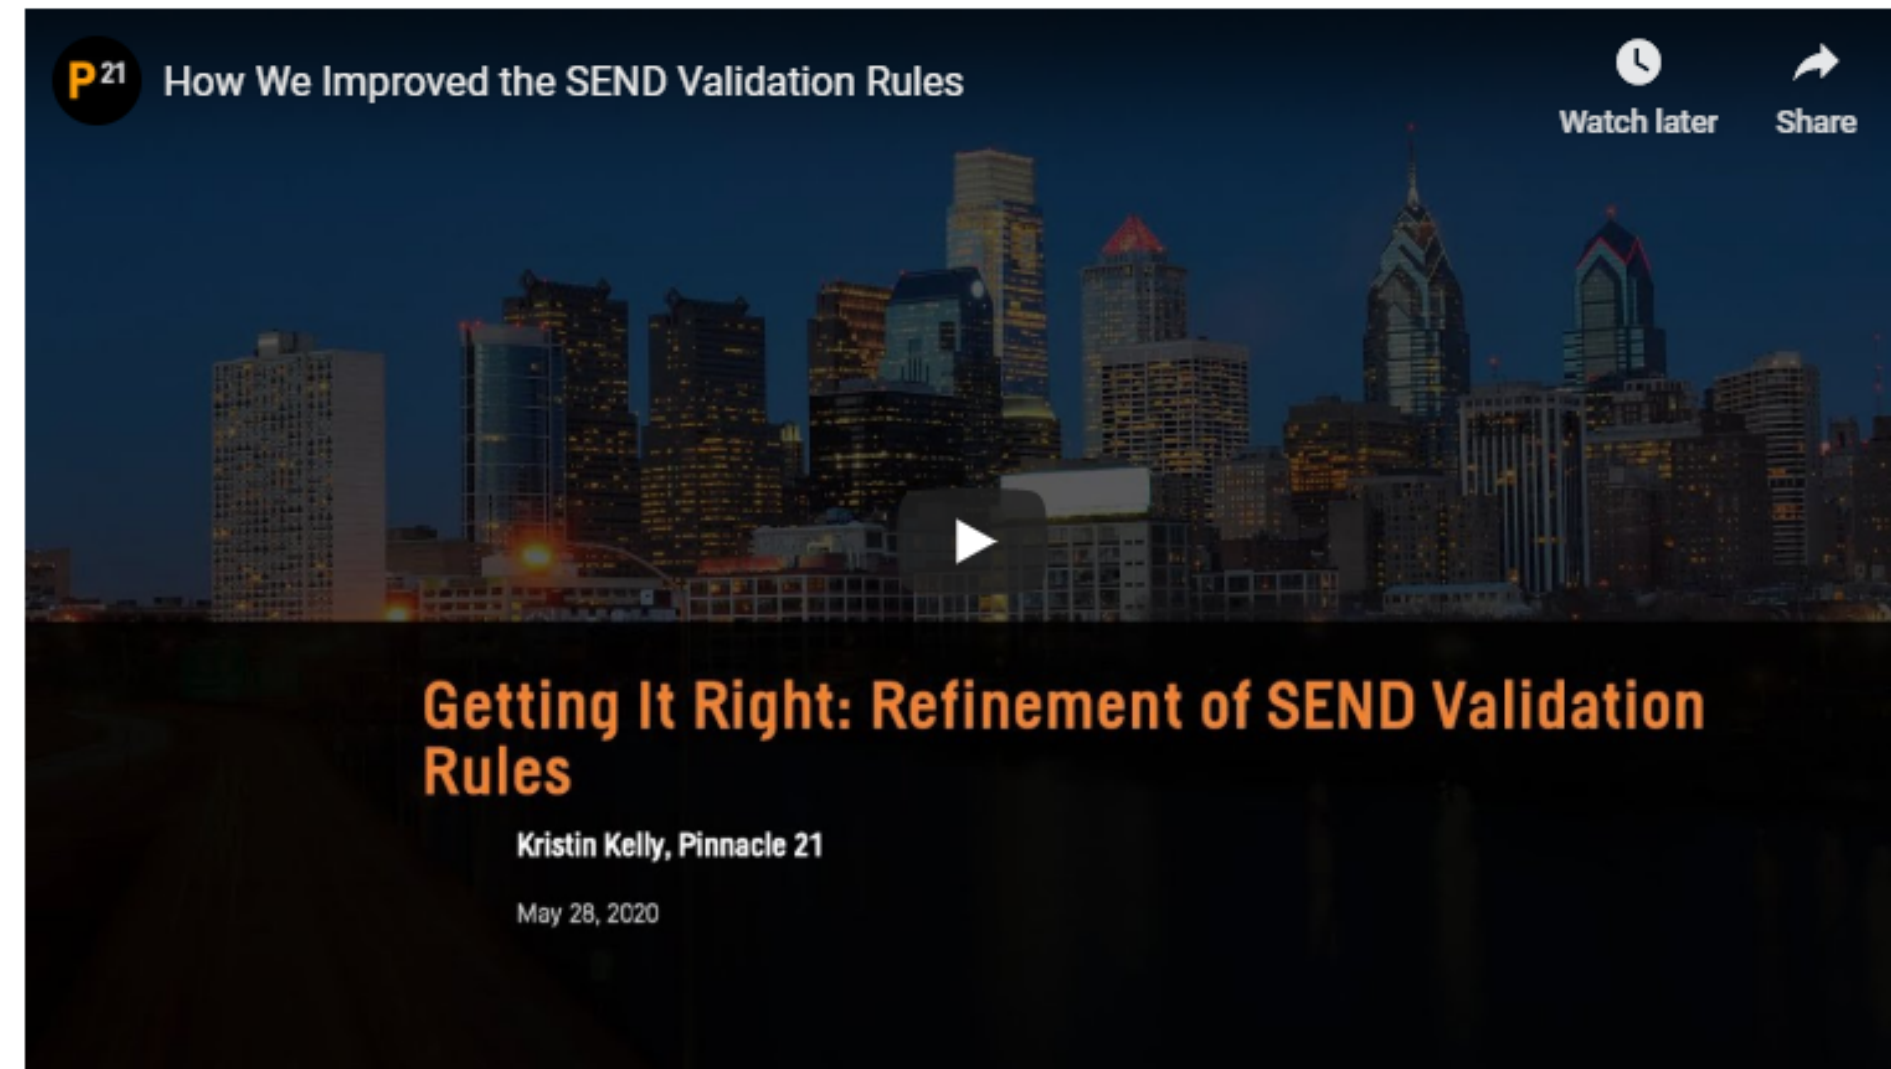 P21
How We Improved the SEND Validation Rules
Watch later
Share
Getting It Right: Refinement of SEND Validation
Rules
Kristin Kelly, Pinnacle 21
May 28, 2020